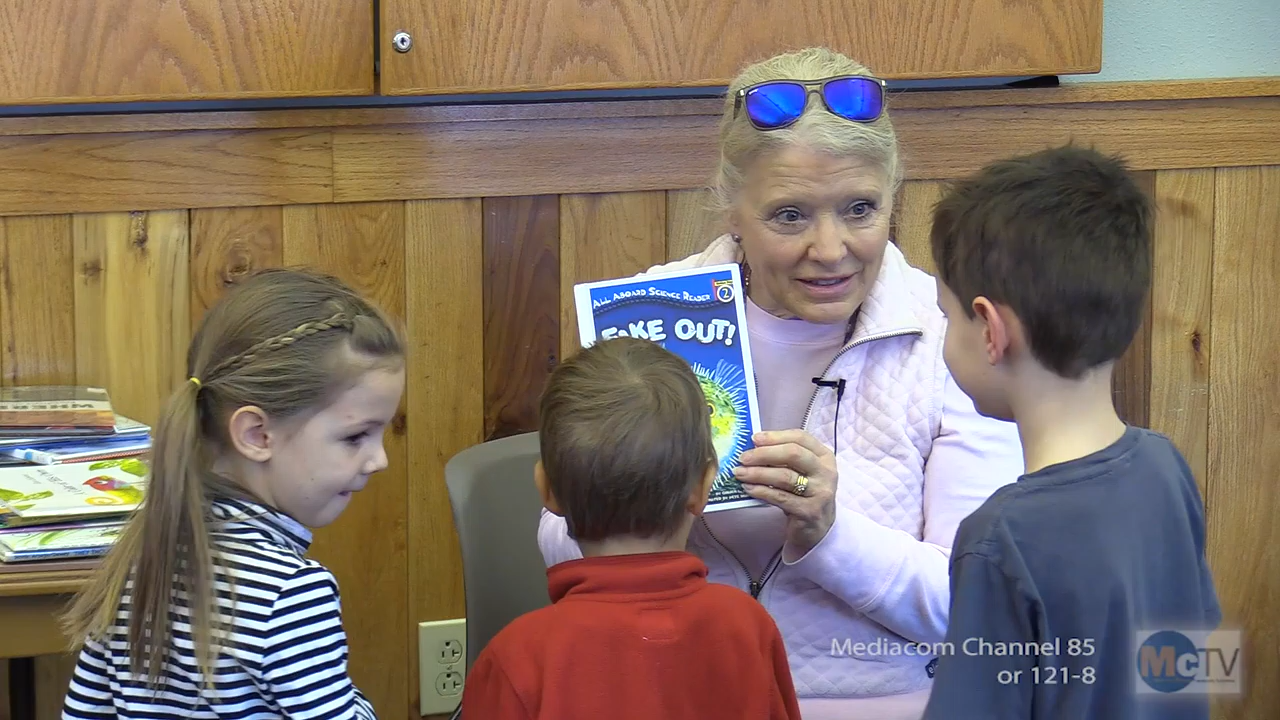 ALL ABOARD SCIENCE READER
2
FAKE OUT!
Mediacom Channel 85
or 121-8
McTV